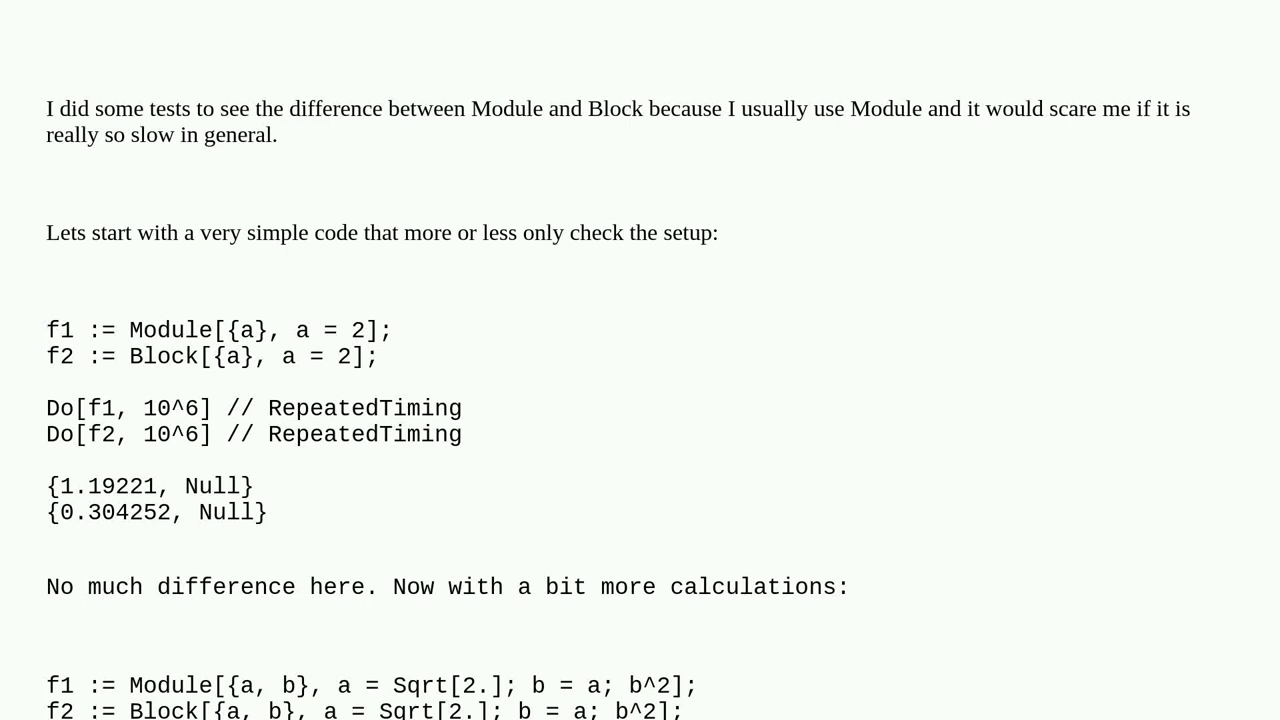 I did some tests to see the difference between Module and Block because I usually use Module and it would scare me if it is
really so slow in general.
Lets start with a very simple code that more or less only check the setup:
f1 := Module[{a}, a = 2];
f2 := Block[{a}, a = 2];
Do[f1, 10^6] // RepeatedTiming
Do[f2, 10^6] // RepeatedTiming
{1.19221, Null}
{0.304252, Null}
No much difference here. Now with a bit more calculations:
f1 := Module[{a, b}, a = Sqrt[2.]; b = a; b^2];
f2 := Block[{a, b}, a = Sqrt[2.]; b = a; b^2];